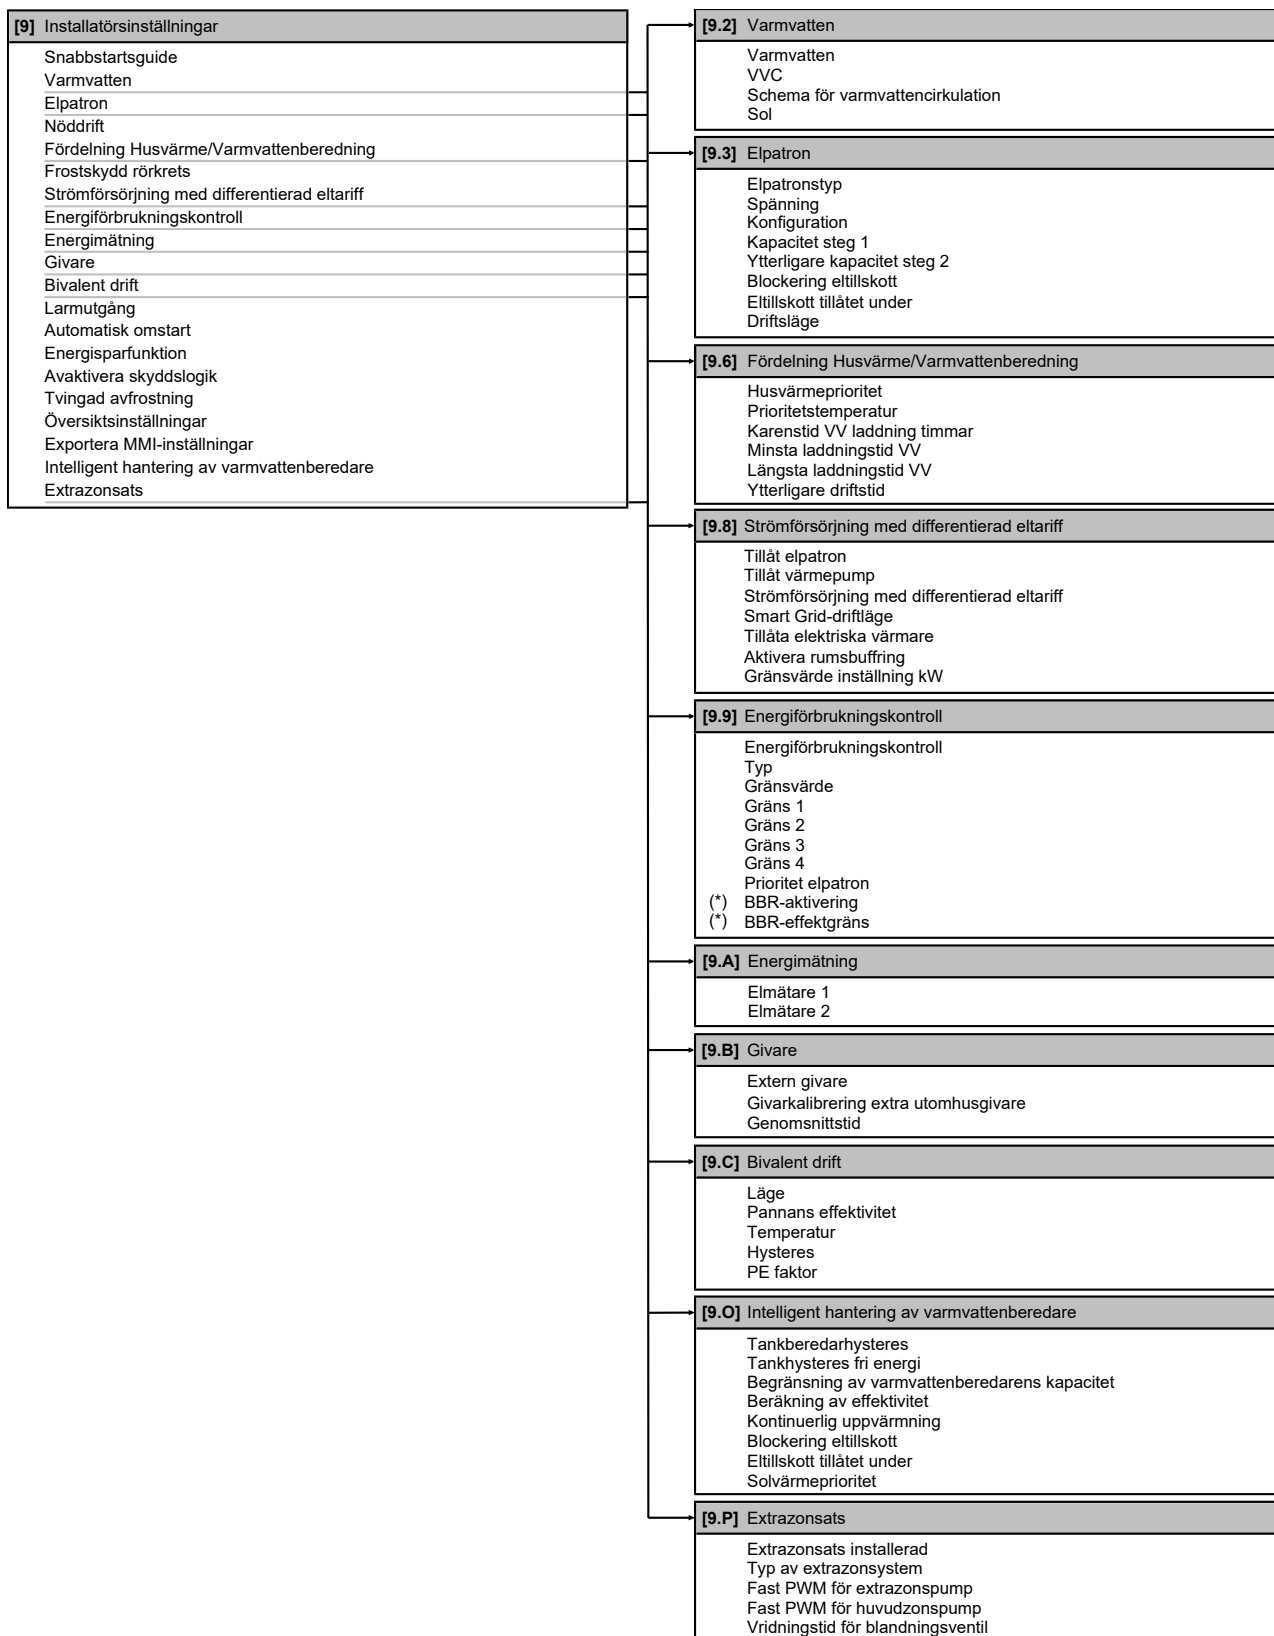 [9] Installatörsinställningar
Snabbstartsguide
Varmvatten
Elpatron
Nöddrift
Fördelning Husvärme/Varmvattenberedning
Frostskydd rörkrets
Strömförsörjning med differentierad eltariff
Energiförbrukningskontroll
Energimätning
Givare
Bivalent drift
Larmutgång
Automatisk omstart
Energisparfunktion
Avaktivera skyddslogik
Tvingad avfrostning
Översiktsinställningar
Exportera MMI-inställningar
Intelligent hantering av varmvattenberedare
Extrazonsats
[9.2] Varmvatten
Varmvatten
VVC
Schema för varmvattencirkulation
Sol
[9.3] Elpatron
Elpatronstyp
Spänning
Konfiguration
Kapacitet steg 1
Ytterligare kapacitet steg 2
Blockering eltillskott
Eltillskott tillåtet under
Driftsläge
[9.6] Fördelning Husvärme/Varmvattenberedning
Husvärmeprioritet
Prioritetstemperatur
Karenstid VV laddning timmar
Minsta laddningstid VV
Längsta laddningstid VV
Ytterligare driftstid
[9.8] Strömförsörjning med differentierad eltariff
Tillåt elpatron
Tillåt värmepump
Strömförsörjning med differentierad eltariff
Smart Grid-driftläge
Tillåta elektriska värmare
Aktivera rumsbuffring
Gränsvärde inställning kW
[9.9] Energiförbrukningskontroll
Energiförbrukningskontroll
Typ
Gränsvärde
Gräns 1
Gräns 2
Gräns 3
Gräns 4
Prioritet elpatron
(*) BBR-aktivering
(*) BBR-effektgräns
[9.A] Energimätning
Elmätare 1
Elmätare 2
[9.B] Givare
Extern givare
Givarkalibrering extra utomhusgivare
Genomsnittstid
[9.C] Bivalent drift
Läge
Pannans effektivitet
Temperatur
Hysteres
PE faktor
[9.O] Intelligent hantering av varmvattenberedare
Tankberedarhysteres
Tankhysteres fri energi
Begränsning av varmvattenberedarens kapacitet
Beräkning av effektivitet
Kontinuerlig uppvärmning
Blockering eltillskott
Eltillskott tillåtet under
Solvärmeprioritet
[9.P] Extrazonsats
Extrazonsats installerad
Typ av extrazonsystem
Fast PWM för extrazonspump
Fast PWM för huvudzonspump
Vridningstid för blandningsventil